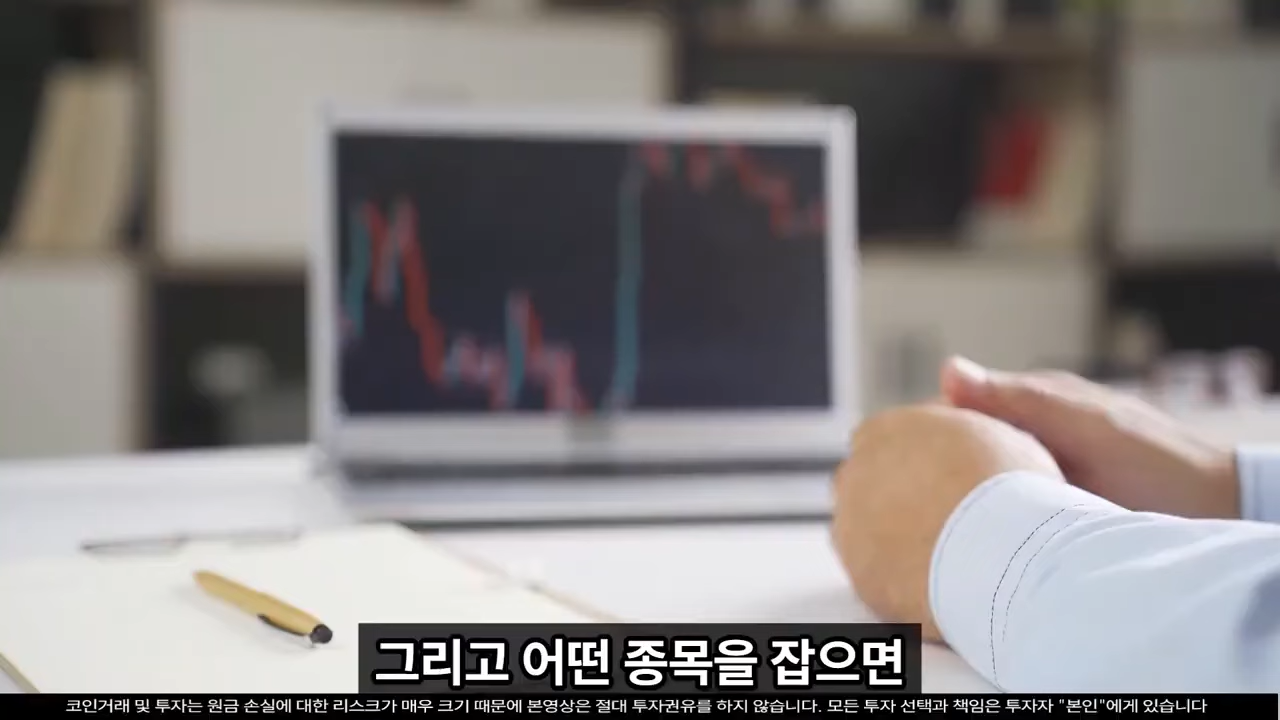 그리고 어떤 종목을 잡으면
코인거래 및 투자는 원금 손실에 대한 리스크가 매우 크기 때문에 본영상은 절대 투자권유를 하지 않습니다. 모든 투자 선택과 책임은 투자자 "본인"에게 있습니다